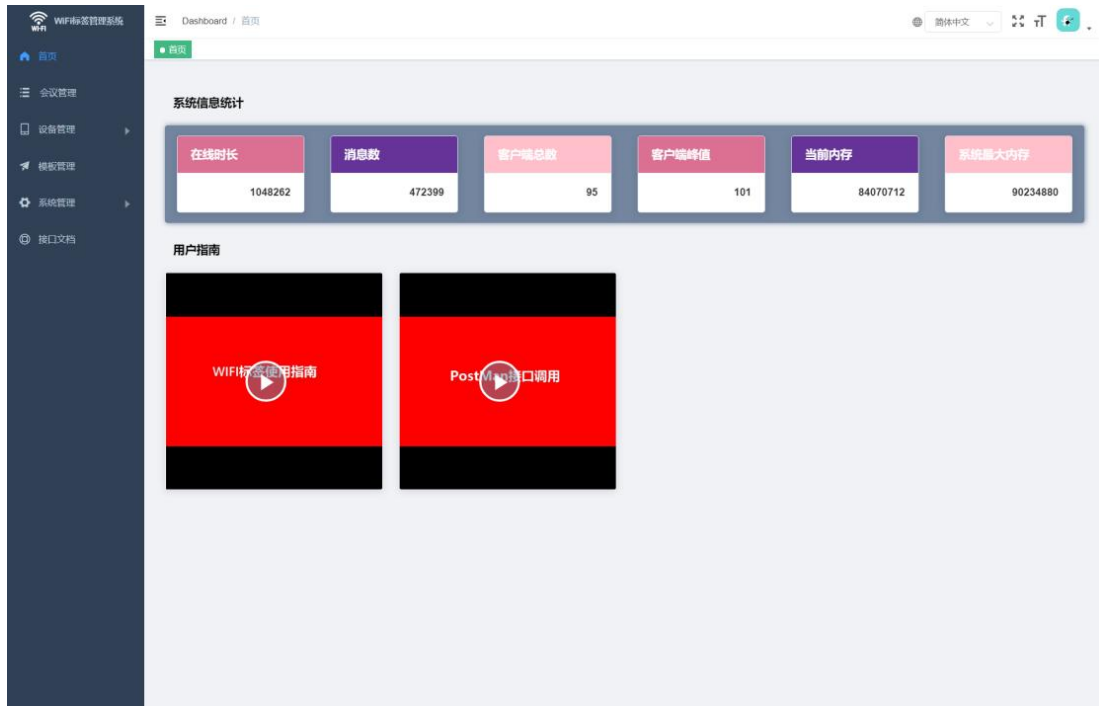 WI-FI
WIFI标签管理系统
首页
会议管理
设备管理
模板管理
系统管理
接口文档
Dashboard / 首页
简体中文
首页
系统信息统计
在线时长 消息数 客户端总数 客户端峰值 当前内存 系统最大内存
1048262 472399 95 101 84070712 90234880
用户指南
WIFI标签使用指南
PostMan接口调用